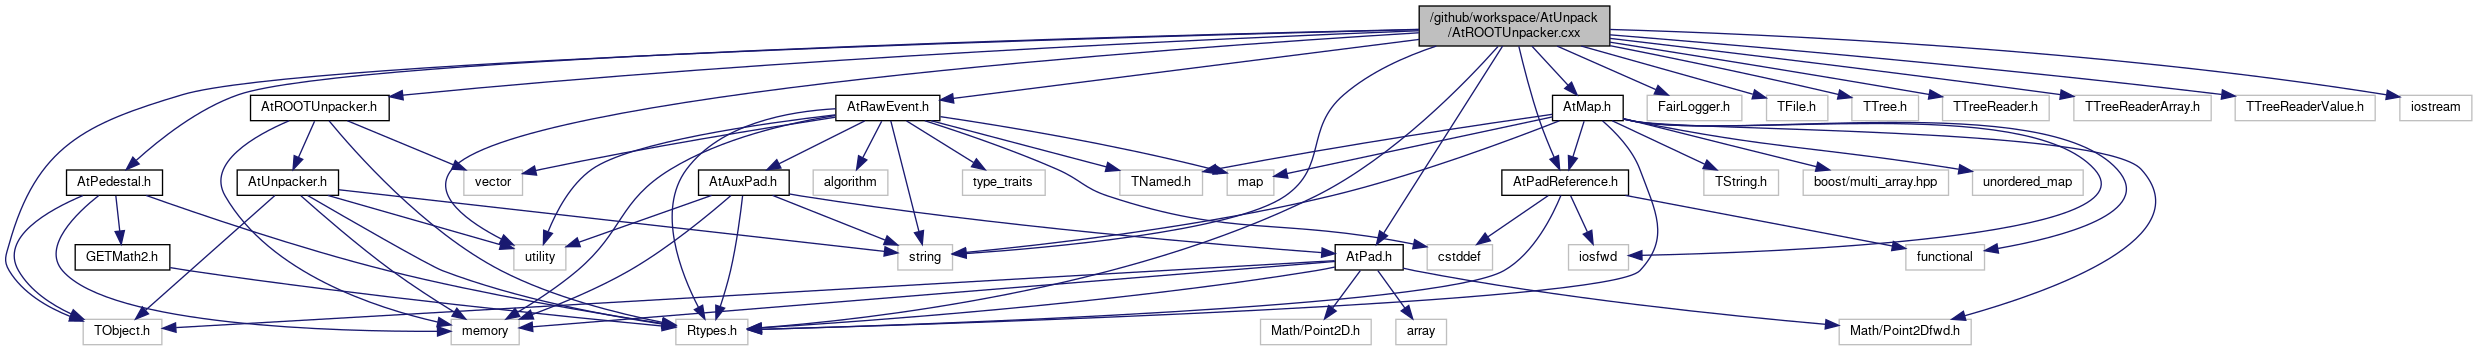 /github/workspace/AtUnpack
/AtROOTUnpacker.cxx
AtROOTUnpacker.h
AtRawEvent.h
AtMap.h
FairLogger.h
TFile.h
TTree.h
TTreeReader.h
TTreeReaderArray.h
TTreeReaderValue.h
iostream
AtPedestal.h
AtUnpacker.h
vector
AtAuxPad.h
algorithm
type_traits
TNamed.h
map
AtPadReference.h
TString.h
boost/multi_array.hpp
unordered_map
GETMath2.h
utility
string
AtPad.h
cstddef
iosfwd
functional
TObject.h
memory
Rtypes.h
Math/Point2D.h
array
Math/Point2Dfwd.h